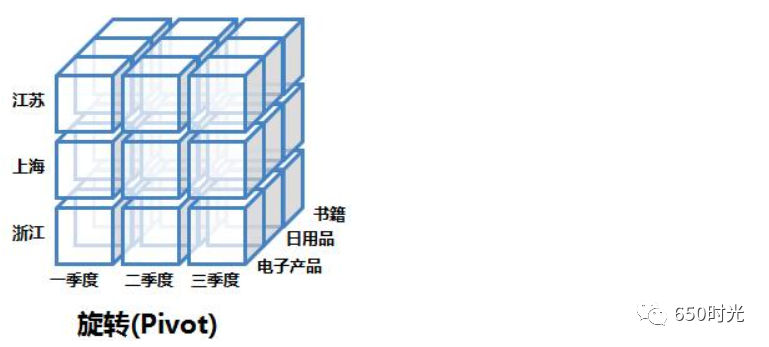 江苏
上海
浙江
一季度 二季度 三季度
书籍
日用品
电子产品
旋转(Pivot)
650时光